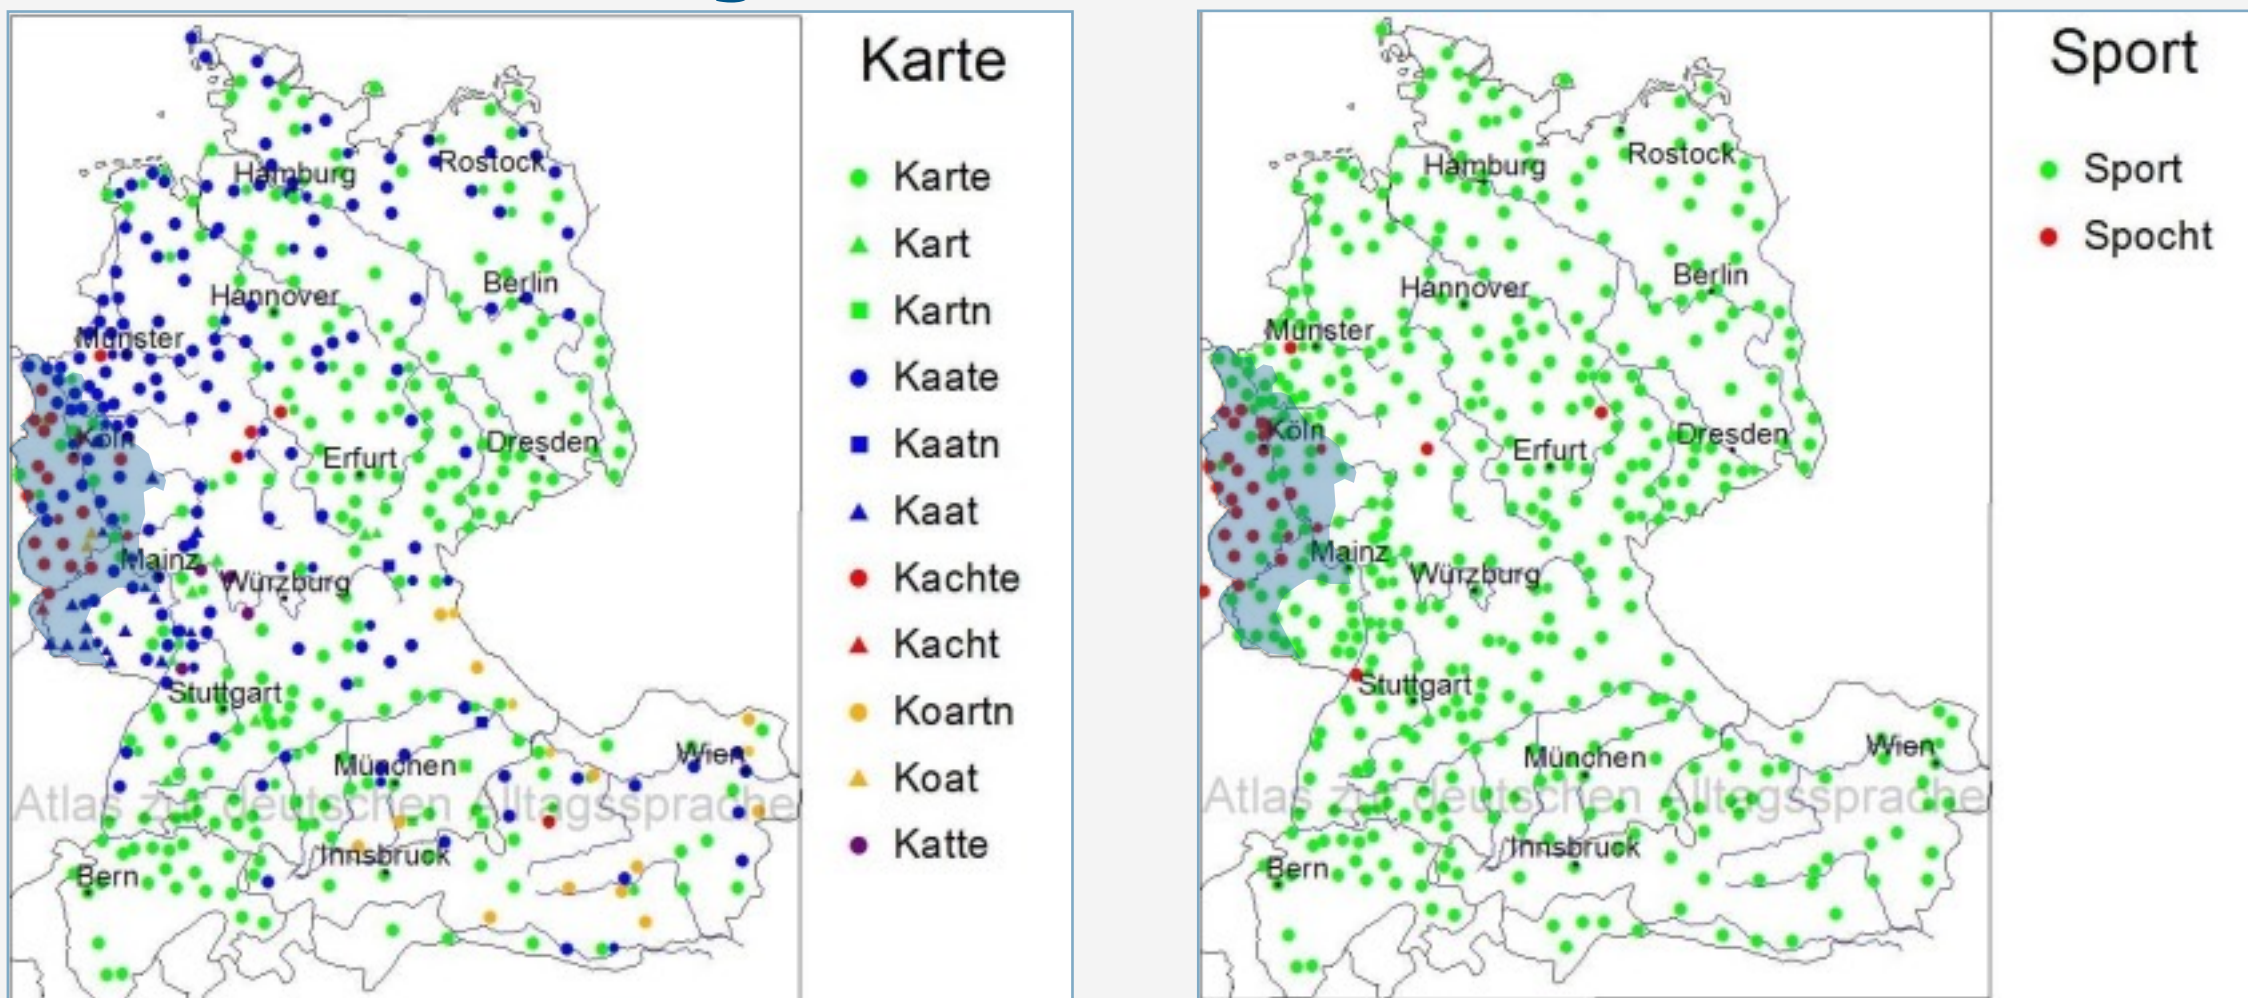 Karte
Karte
Kart
Kartn
Kaate
Kaatn
Kaat
Kachte
Kacht
Koartn
Koat
Katte
Hamburg
Rostock
Hannover
Berlin
Münster
Köln
Erfurt
Dresden
Mainz
Würzburg
Stuttgart
München
Wien
Atlas zur deutschen Alltagssprache
Innsbruck
Bern
Sport
Sport
Spocht
Hamburg
Rostock
Hannover
Berlin
Münster
Köln
Erfurt
Dresden
Mainz
Würzburg
Stuttgart
München
Wien
Atlas zur deutschen Alltagssprache
Innsbruck
Bern